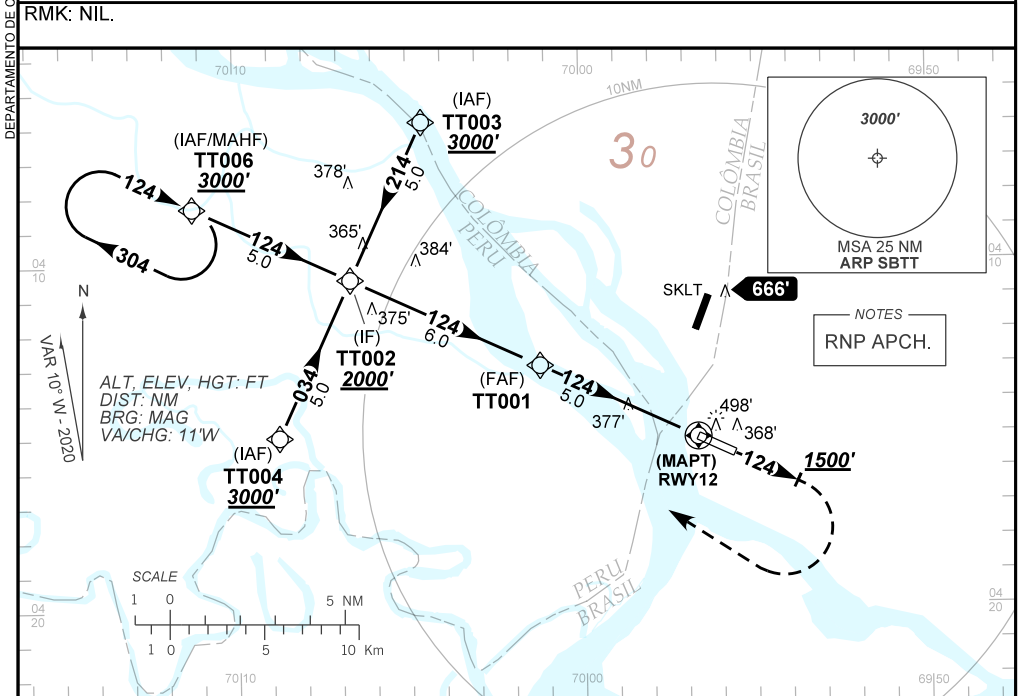 DEPARTAMENTO DE
RMK: NIL.
70 10
70 00
69 50
10NM
(IAF)
TT003
3000'
(IAF/MAHF)
TT006
3000'
30
COLÔMBIA
BRASIL
3000'
MSA 25 NM
ARP SBTT
378'
214
5.0
124
COLÔMBIA
PERU
365'
384'
124
5.0
304
04
10
04
10
SKLT
666'
NOTES
RNP APCH.
N
VAR 10° W - 2020
375'
124
6.0
(IF)
TT002
2000'
ALT, ELEV, HGT: FT
DIST: NM
BRG: MAG
VA/CHG: 11'W
034
5.0
(FAF)
TT001
124
5.0
377'
498'
368'
(IAF)
TT004
3000'
(MAPT)
RWY12
124
1500'
PERU
BRASIL
SCALE
1 0 5 NM
1 0 5 10 Km
04
20
04
20
70 10
70 00